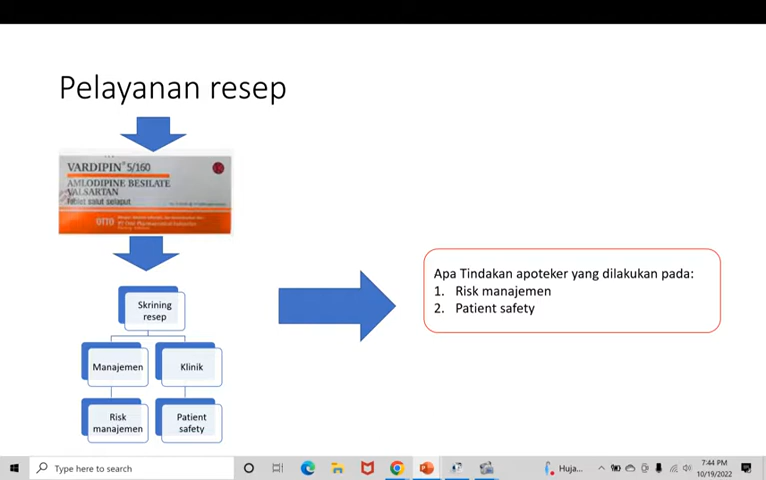 Pelayanan resep
VARDIPIN® 5/160
AMLODIPINE BESILATE
VALSARTAN
Tablet salut selaput
OTTO
Skrining
resep
Manajemen
Klinik
Risk
manajemen
Patient
safety
Apa Tindakan apoteker yang dilakukan pada:
1. Risk manajemen
2. Patient safety
Type here to search
Huja...
7:44 PM
10/19/2022